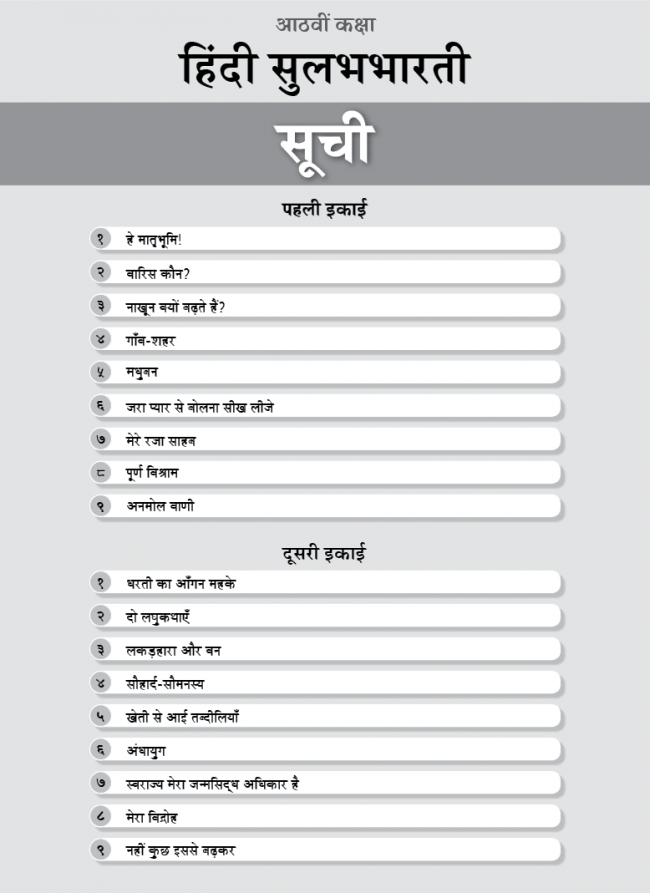 आठवीं कक्षा
हिंदी सुलभभारती
सूची
पहली इकाई
१ हे मातृभूमि!
२ वारिस कौन?
३ नाखून क्यों बढ़ते हैं?
४ गाँव-शहर
५ मधुबन
६ जरा प्यार से बोलना सीख लीजे
७ मेरे रजा साहब
८ पूर्ण विश्राम
९ अनमोल वाणी
दूसरी इकाई
१ धरती का आँगन महके
२ दो लघुकथाएँ
३ लकड़हारा और वन
४ सौहार्द-सौमनस्य
५ खेती से आई तब्दीलियाँ
६ अंधायुग
७ स्वराज्य मेरा जन्मसिद्ध अधिकार है
८ मेरा विद्रोह
९ नहीं कुछ इससे बढ़कर